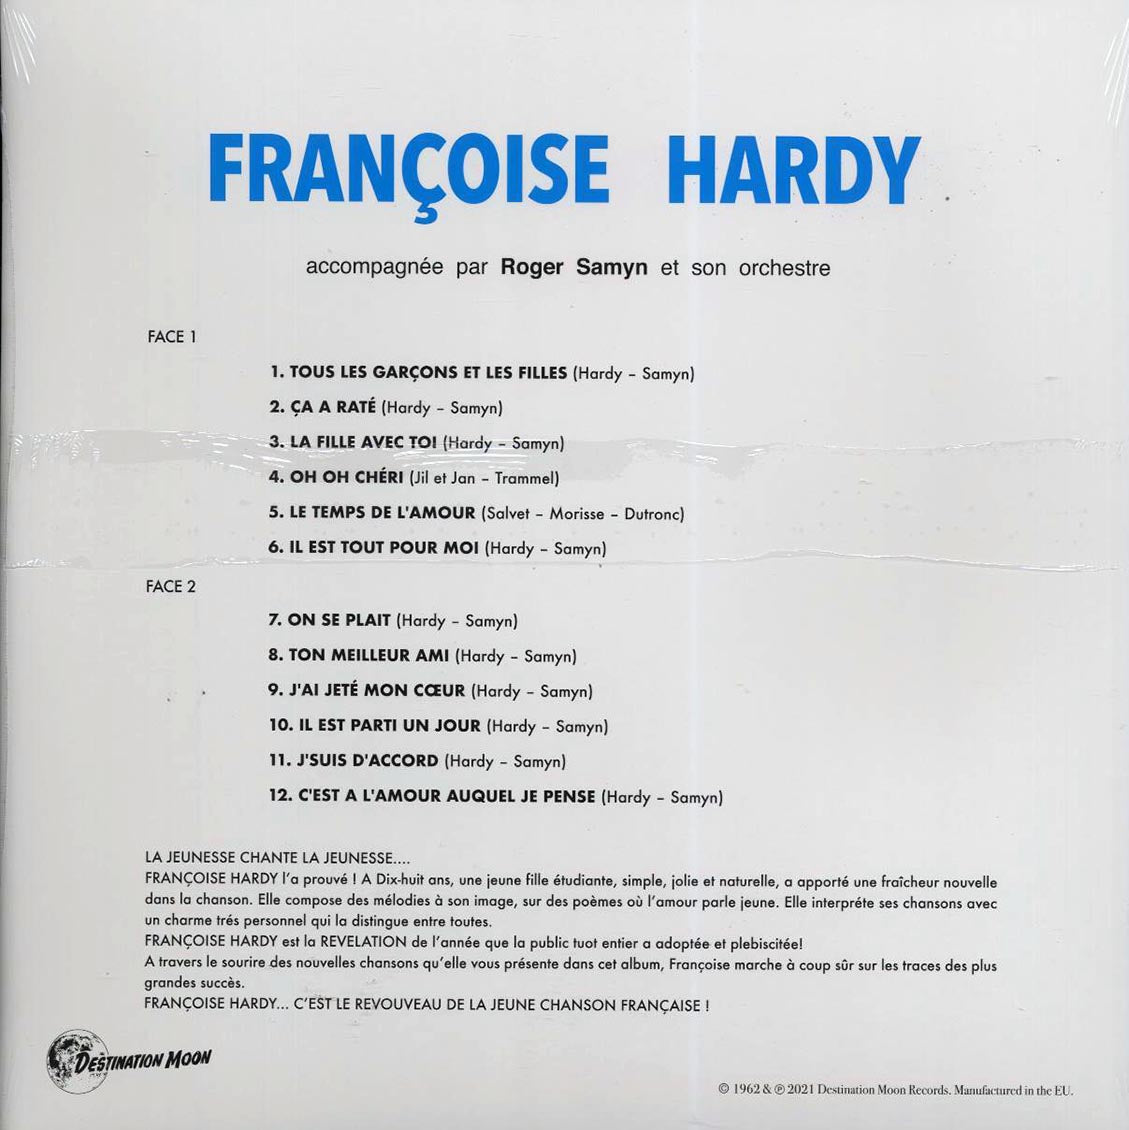 FRANÇOISE HARDY
accompagnée par Roger Samyn et son orchestre
FACE 1
1. TOUS LES GARÇONS ET LES FILLES (Hardy – Samyn)
2. ÇA A RATÉ (Hardy – Samyn)
3. LA FILLE AVEC TOI (Hardy – Samyn)
4. OH OH CHÉRI (Jil et Jan – Trammel)
5. LE TEMPS DE L'AMOUR (Salvet – Morisse – Dutronc)
6. IL EST TOUT POUR MOI (Hardy – Samyn)
FACE 2
7. ON SE PLAIT (Hardy – Samyn)
8. TON MEILLEUR AMI (Hardy – Samyn)
9. J'AI JETÉ MON CŒUR (Hardy – Samyn)
10. IL EST PARTI UN JOUR (Hardy – Samyn)
11. J'SUIS D'ACCORD (Hardy – Samyn)
12. C'EST A L'AMOUR AUQUEL JE PENSE (Hardy – Samyn)
LA JEUNESSE CHANTE LA JEUNESSE....
FRANÇOISE HARDY l'a prouvé ! A Dix-huit ans, une jeune fille étudiante, simple, jolie et naturelle, a apporté une fraîcheur nouvelle
dans la chanson. Elle compose des mélodies à son image, sur des poèmes où l'amour parle jeune. Elle interpréte ses chansons avec
un charme trés personnel qui la distingue entre toutes.
FRANÇOISE HARDY est la REVELATION de l'année que la public tuot entier a adoptée et plebiscitée!
A travers le sourire des nouvelles chansons qu'elle vous présente dans cet album, Françoise marche à coup sûr sur les traces des plus
grandes succès.
FRANÇOISE HARDY... C'EST LE REVOUVEAU DE LA JEUNE CHANSON FRANÇAISE !
DESTINATION MOON
© 1962 & ℗ 2021 Destination Moon Records. Manufactured in the EU.